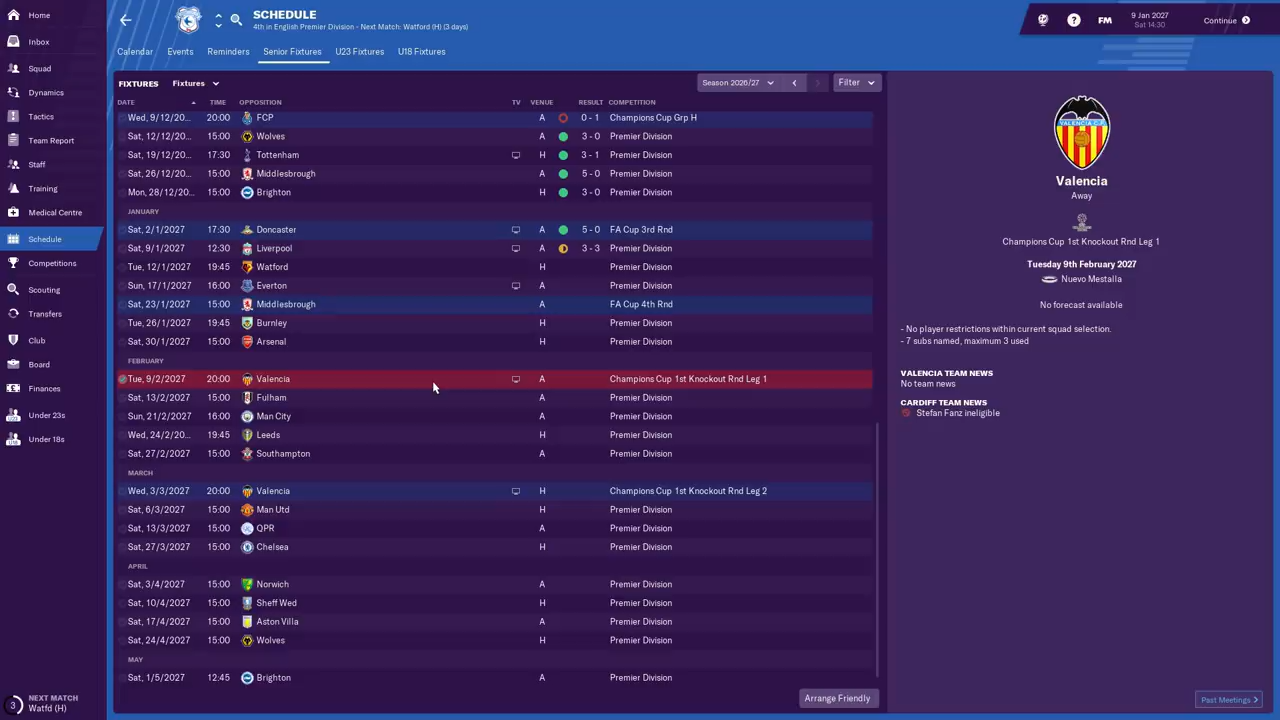 Home
SCHEDULE
4th in English Premier Division - Next Match: Watford (H) (3 days)
FM
9 Jan 2027
Sat 14:30
Continue
Inbox
Squad
Dynamics
Tactics
Team Report
Staff
Training
Medical Centre
Schedule
Competitions
Scouting
Transfers
Club
Board
Finances
Under 23s
Under 18s
NEXT MATCH
3 Watfd (H)
Calendar Events Reminders Senior Fixtures U23 Fixtures U18 Fixtures
FIXTURES Fixtures Season 2026/27 Filter
DATE TIME OPPOSITION TV VENUE RESULT COMPETITION
Wed, 9/12/20... 20:00 FCP A 0 - 1 Champions Cup Grp H
Sat, 12/12/20... 15:00 Wolves A 3 - 0 Premier Division
Sat, 19/12/20... 17:30 Tottenham H 3 - 1 Premier Division
Sat, 26/12/20... 15:00 Middlesbrough A 5 - 0 Premier Division
Mon, 28/12/20... 15:00 Brighton H 3 - 0 Premier Division
JANUARY
Sat, 2/1/2027 17:30 Doncaster A 5 - 0 FA Cup 3rd Rnd
Sat, 9/1/2027 12:30 Liverpool A 3 - 3 Premier Division
Tue, 12/1/2027 19:45 Watford H Premier Division
Sun, 17/1/2027 16:00 Everton A Premier Division
Sat, 23/1/2027 15:00 Middlesbrough A FA Cup 4th Rnd
Tue, 26/1/2027 19:45 Burnley H Premier Division
Sat, 30/1/2027 15:00 Arsenal A Premier Division
FEBRUARY
Tue, 9/2/2027 20:00 Valencia A Champions Cup 1st Knockout Rnd Leg 1
Sat, 13/2/2027 15:00 Fulham A Premier Division
Sun, 21/2/2027 16:00 Man City A Premier Division
Wed, 24/2/20... 19:45 Leeds H Premier Division
Sat, 27/2/2027 15:00 Southampton A Premier Division
MARCH
Wed, 3/3/2027 20:00 Valencia H Champions Cup 1st Knockout Rnd Leg 2
Sat, 6/3/2027 15:00 Man Utd H Premier Division
Sat, 13/3/2027 15:00 QPR A Premier Division
Sat, 27/3/2027 15:00 Chelsea H Premier Division
APRIL
Sat, 3/4/2027 15:00 Norwich A Premier Division
Sat, 10/4/2027 15:00 Sheff Wed H Premier Division
Sat, 17/4/2027 15:00 Aston Villa A Premier Division
Sat, 24/4/2027 15:00 Wolves H Premier Division
MAY
Sat, 1/5/2027 12:45 Brighton A Premier Division
Arrange Friendly
Valencia
Away
Champions Cup 1st Knockout Rnd Leg 1
Tuesday 9th February 2027
Nuevo Mestalla
No forecast available
- No player restrictions within current squad selection.
- 7 subs named, maximum 3 used
VALENCIA TEAM NEWS
No team news
CARDIFF TEAM NEWS
Stefan Fanz ineligible
Past Meetings